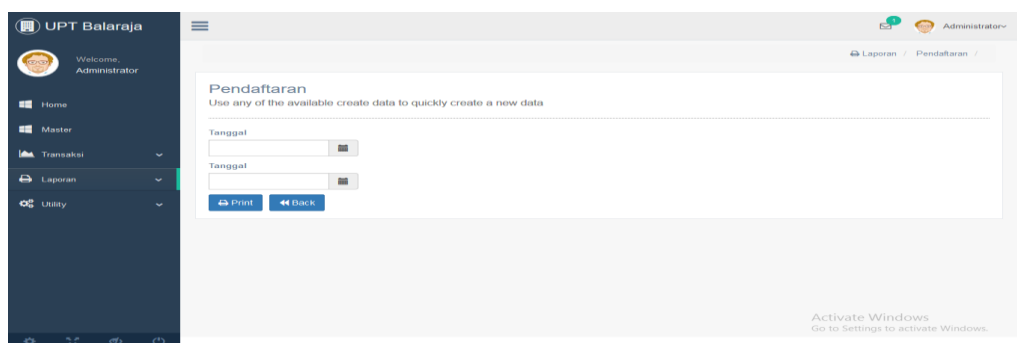 UPT Balaraja
1
Administrator
Welcome,
Administrator
Laporan / Pendaftaran /
Home
Master
Transaksi
Laporan
Utility
Pendaftaran
Use any of the available create data to quickly create a new data
Tanggal
Tanggal
Print
Back
Activate Windows
Go to Settings to activate Windows.